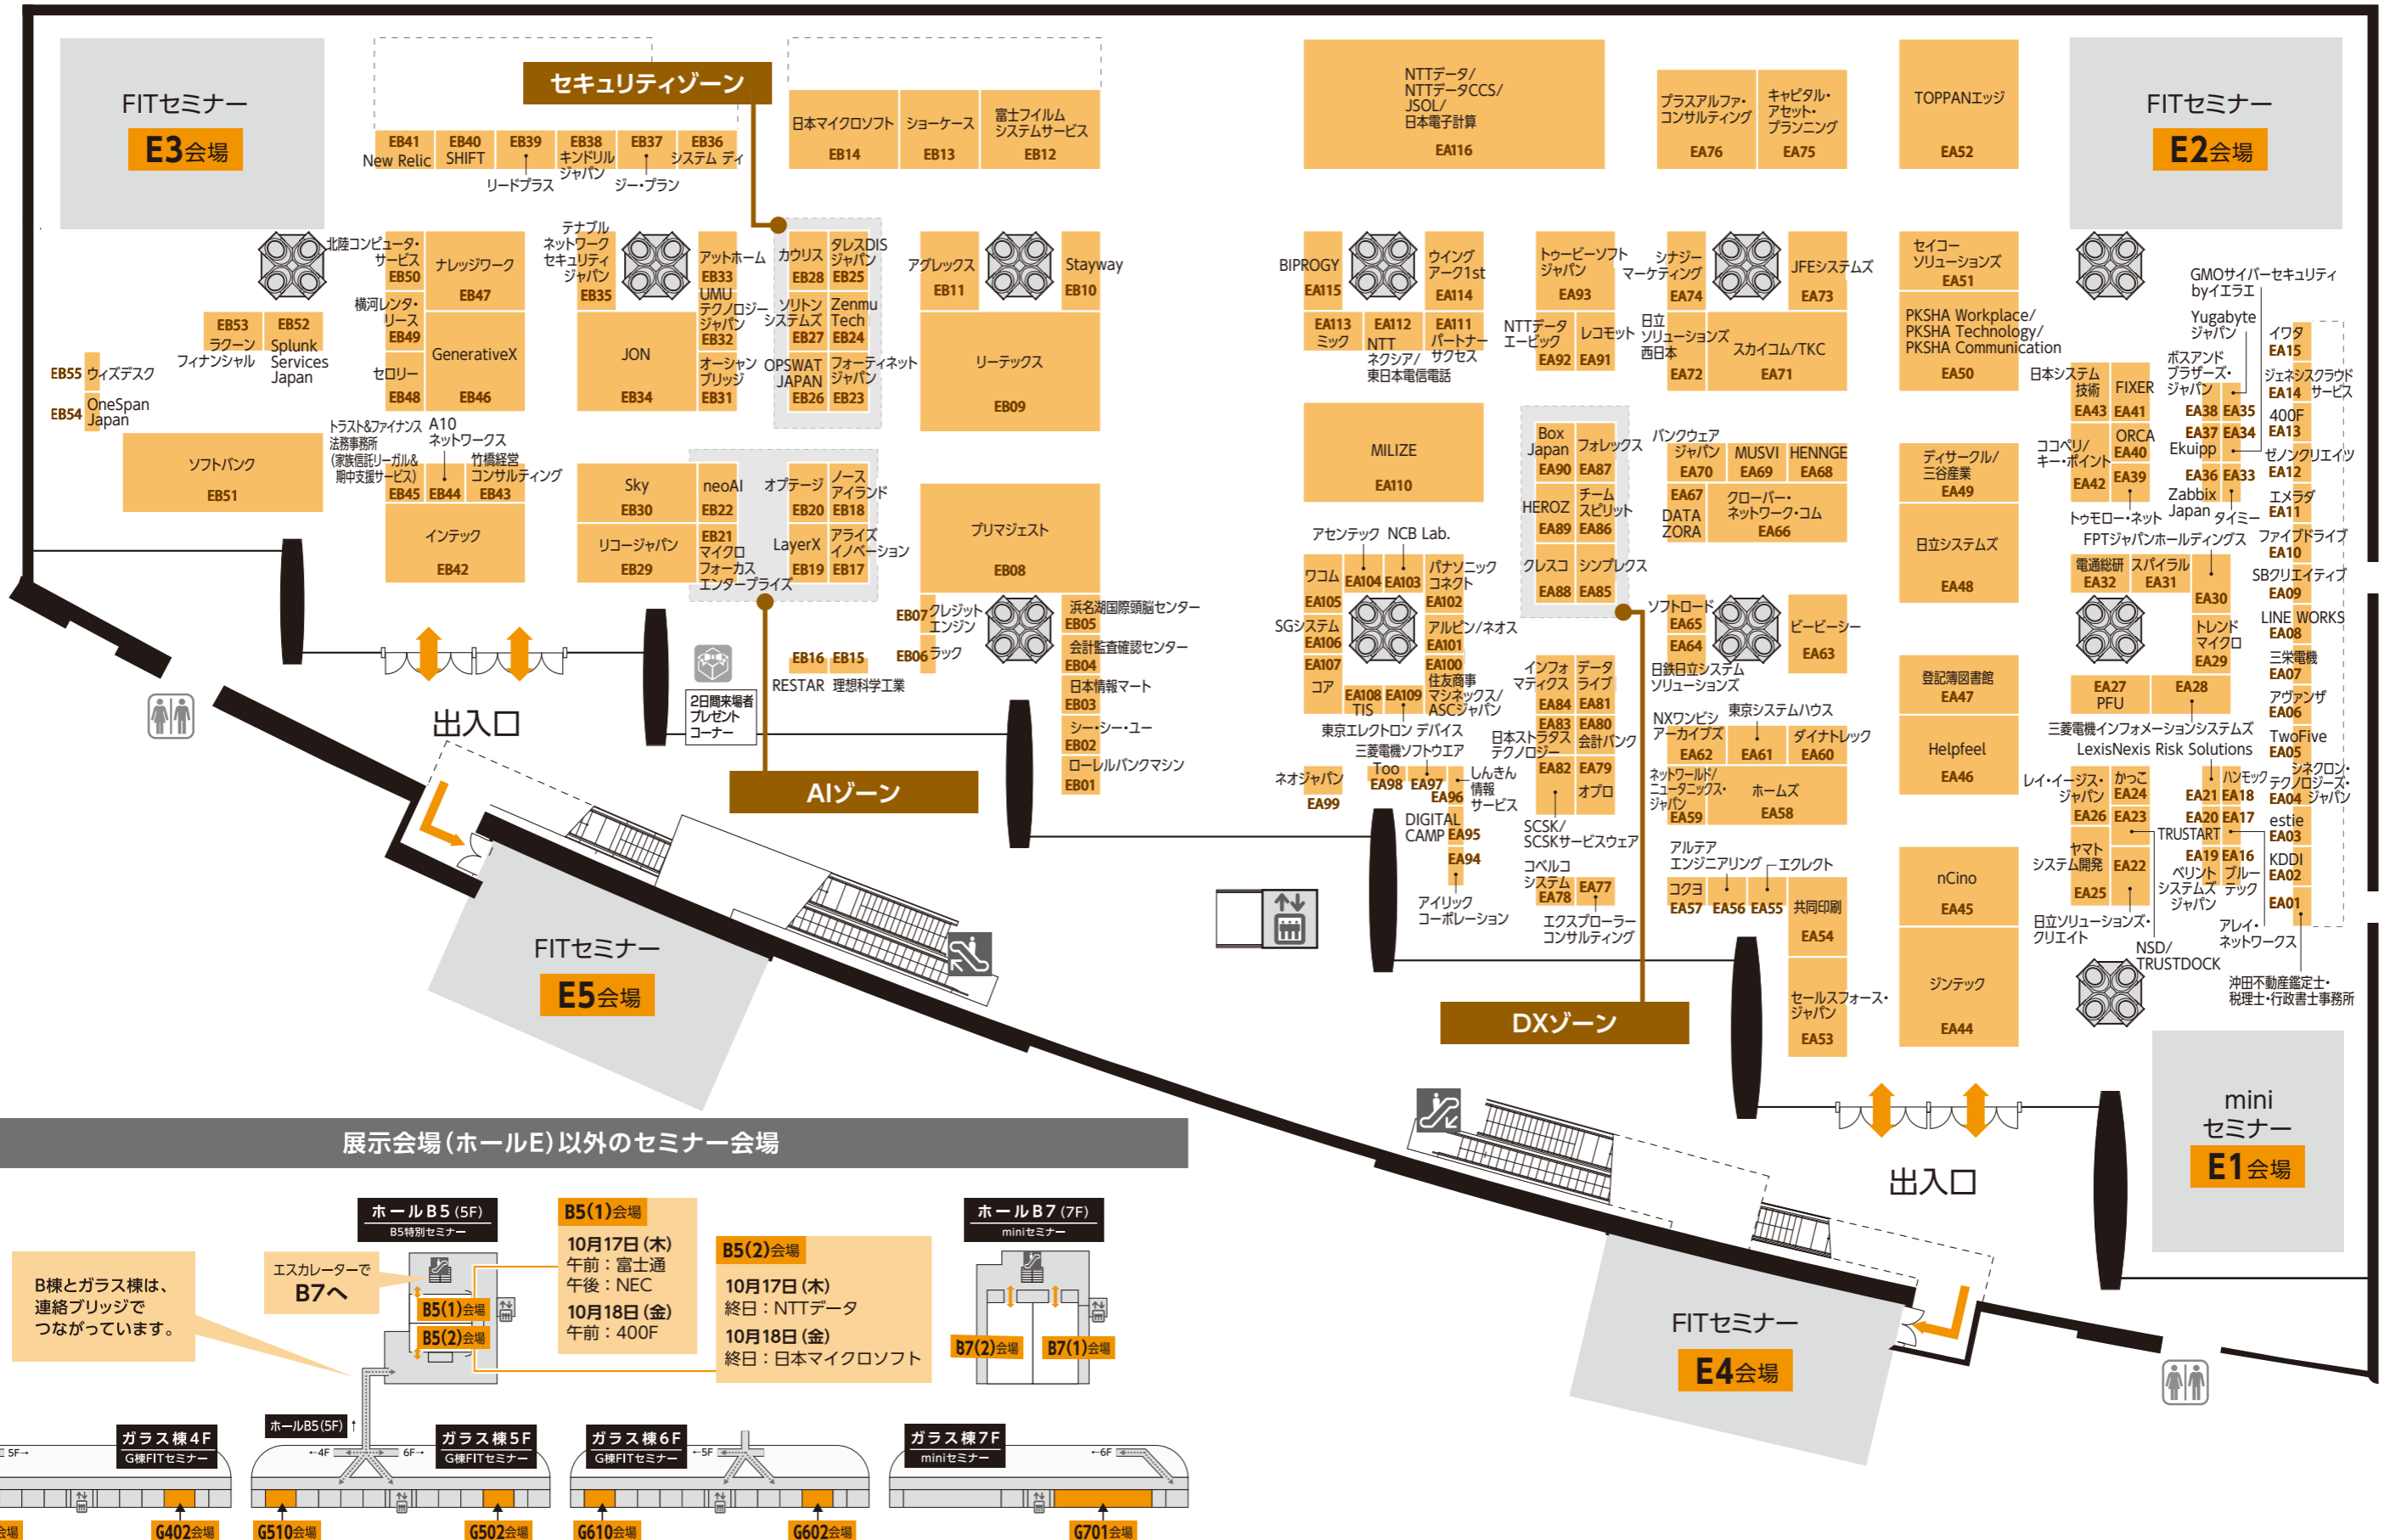 FITセミナー
E3会場
セキュリティゾーン
EB41
New Relic
EB40
SHIFT
EB39
リードプラス
EB38
キンドリル
ジャパン
EB37
ジー・プラン
EB36
システム ディ
日本マイクロソフト
EB14
ショーケース
EB13
富士フイルム
システムサービス
EB12
NTTデータ/
NTTデータCCS/
JSOL/
日本電子計算
EA116
プラスアルファ・
コンサルティング
EA76
キャピタル・
アセット・
プランニング
EA75
TOPPANエッジ
EA52
FITセミナー
E2会場
北陸コンピュータ・
サービス
EB50
ナレッジワーク
EB47
横河レンタ・
リース
EB49
GenerativeX
EB46
セロリー
EB48
EB53
ラクーン
フィナンシャル
EB52
Splunk
Services
Japan
EB55
ウィズデスク
EB54
OneSpan
Japan
ソフトバンク
EB51
トラスト&ファイナンス
法務事務所
(家族信託リーガル&
期中支援サービス)
EB45
A10
ネットワークス
EB44
竹橋経営
コンサルティング
EB43
インテック
EB42
テナブル
ネットワーク
セキュリティ
ジャパン
EB35
アットホーム
EB33
UMU
テクノロジー
ジャパン
EB32
JON
EB34
オーシャン
ブリッジ
EB31
カウリス
EB28
タレスDIS
ジャパン
EB25
ソリトン
システムズ
EB27
Zenmu
Tech
EB24
OPSWAT
JAPAN
EB26
フォーティネット
ジャパン
EB23
アグレックス
EB11
Stayway
EB10
リーテックス
EB09
Sky
EB30
neoAI
EB22
リコージャパン
EB29
EB21
マイクロ
フォーカス
エンタープライズ
オプテージ
EB20
ノース
アイランド
EB18
LayerX
EB19
アライズ
イノベーション
EB17
プリマジェスト
EB08
EB07
クレジット
エンジン
EB06
ラック
EB16
RESTAR
EB15
理想科学工業
浜名湖国際頭脳センター
EB05
会計監査確認センター
EB04
日本情報マート
EB03
シー・シー・ユー
EB02
ローレルバンクマシン
EB01
2日間来場者
プレゼント
コーナー
AIゾーン
出入口
FITセミナー
E5会場
BIPROGY
EA115
ウイング
アーク1st
EA114
EA113
ミック
EA112
NTT
ネクシア/
東日本電信電話
EA111
パートナー
サクセス
MILIZE
EA110
アセンテック
EA104
NCB Lab.
EA103
ワコム
EA105
パナソニック
コネクト
EA102
SGシステム
EA106
アルビン/ネオス
EA101
EA107
コア
EA108
TIS
EA109
東京エレクトロン デバイス
EA100
住友商事
マシネックス/
ASCジャパン
三菱電機ソフトウエア
ネオジャパン
EA99
Too
EA98
EA97
EA96
しんきん
情報
サービス
DIGITAL
CAMP
EA95
EA94
アイリック
コーポレーション
トゥービーソフト
ジャパン
EA93
NTTデータ
エービック
EA92
レコモット
EA91
シナジー
マーケティング
EA74
JFEシステムズ
EA73
日立
ソリューションズ
西日本
EA72
スカイコム/TKC
EA71
Box
Japan
EA90
フォレックス
EA87
HEROZ
EA89
チーム
スピリット
EA86
クレスコ
EA88
シンプレクス
EA85
バンクウェア
ジャパン
EA70
MUSVI
EA69
HENNGE
EA68
EA67
DATA
ZORA
クローバー・
ネットワーク・コム
EA66
ソフトロード
EA65
EA64
日鉄日立システム
ソリューションズ
ビービーシー
EA63
インフォ
マティクス
EA84
データ
ライブ
EA81
EA83
日本ストラタス
テクノロジー
EA80
会計バンク
EA82
SCSK/
SCSKサービスウェア
EA79
オプロ
コベルコ
システム
EA78
EA77
エクスプローラー
コンサルティング
NXワンビシ
アーカイブズ
EA62
東京システムハウス
EA61
ダイナトレック
EA60
ネットワールド/
ニュータニックス・
ジャパン
EA59
ホームズ
EA58
アルテア
エンジニアリング
エクレクト
コクヨ
EA57
EA56
EA55
共同印刷
EA54
セールスフォース・
ジャパン
EA53
DXゾーン
セイコー
ソリューションズ
EA51
PKSHA Workplace/
PKSHA Technology/
PKSHA Communication
EA50
ディサークル/
三谷産業
EA49
日立システムズ
EA48
登記簿図書館
EA47
Helpfeel
EA46
nCino
EA45
ジンテック
EA44
GMOサイバーセキュリティ
byイエラエ
Yugabyte
ジャパン
ボスアンド
ブラザーズ・
ジャパン
EA38
EA35
EA37
EA34
Ekuipp
EA36
EA33
Zabbix
Japan
タイミー
日本システム
技術
EA43
FIXER
EA41
ココペリ/
キー・ポイント
EA42
ORCA
EA40
EA39
トゥモロー・ネット
FPTジャパンホールディングス
電通総研
EA32
スパイラル
EA31
EA30
トレンド
マイクロ
EA29
EA27
PFU
EA28
三菱電機インフォメーションシステムズ
LexisNexis Risk Solutions
レイ・イージス・
ジャパン
EA26
かっこ
EA24
EA23
ヤマト
システム開発
EA25
EA22
日立ソリューションズ・
クリエイト
NSD/
TRUSTDOCK
EA21
ハンモック
EA18
EA20
EA17
TRUSTART
EA19
ベリント
システムズ
ジャパン
EA16
ブルー
テック
アレイ・
ネットワークス
イワタ
EA15
ジェネシスクラウド
サービス
EA14
400F
EA13
ゼノンクリエイツ
EA12
エメラダ
EA11
ファイブドライブ
EA10
SBクリエイティブ
EA09
LINE WORKS
EA08
三栄電機
EA07
アヴァンザ
EA06
TwoFive
EA05
シネクロン・
テクノロジーズ・
ジャパン
EA04
estie
EA03
KDDI
EA02
EA01
沖田不動産鑑定士・
税理士・行政書士事務所
mini
セミナー
E1会場
出入口
FITセミナー
E4会場
展示会場(ホールE)以外のセミナー会場
B棟とガラス棟は、
連絡ブリッジで
つながっています。
ホールB5(5F)
B5特別セミナー
エスカレーターで
B7へ
B5(1)会場
B5(2)会場
B5(1)会場
10月17日(木)
午前：富士通
午後：NEC
10月18日(金)
午前：400F
B5(2)会場
10月17日(木)
終日：NTTデータ
10月18日(金)
終日：日本マイクロソフト
ホールB7(7F)
miniセミナー
B7(2)会場
B7(1)会場
ホールB5(5F)↑
5F→
ガラス棟4F
G棟FITセミナー
会場
G402会場
←4F
6F→
ガラス棟5F
G棟FITセミナー
G510会場
G502会場
ガラス棟6F
G棟FITセミナー
←5F
G610会場
G602会場
ガラス棟7F
miniセミナー
←6F
G701会場